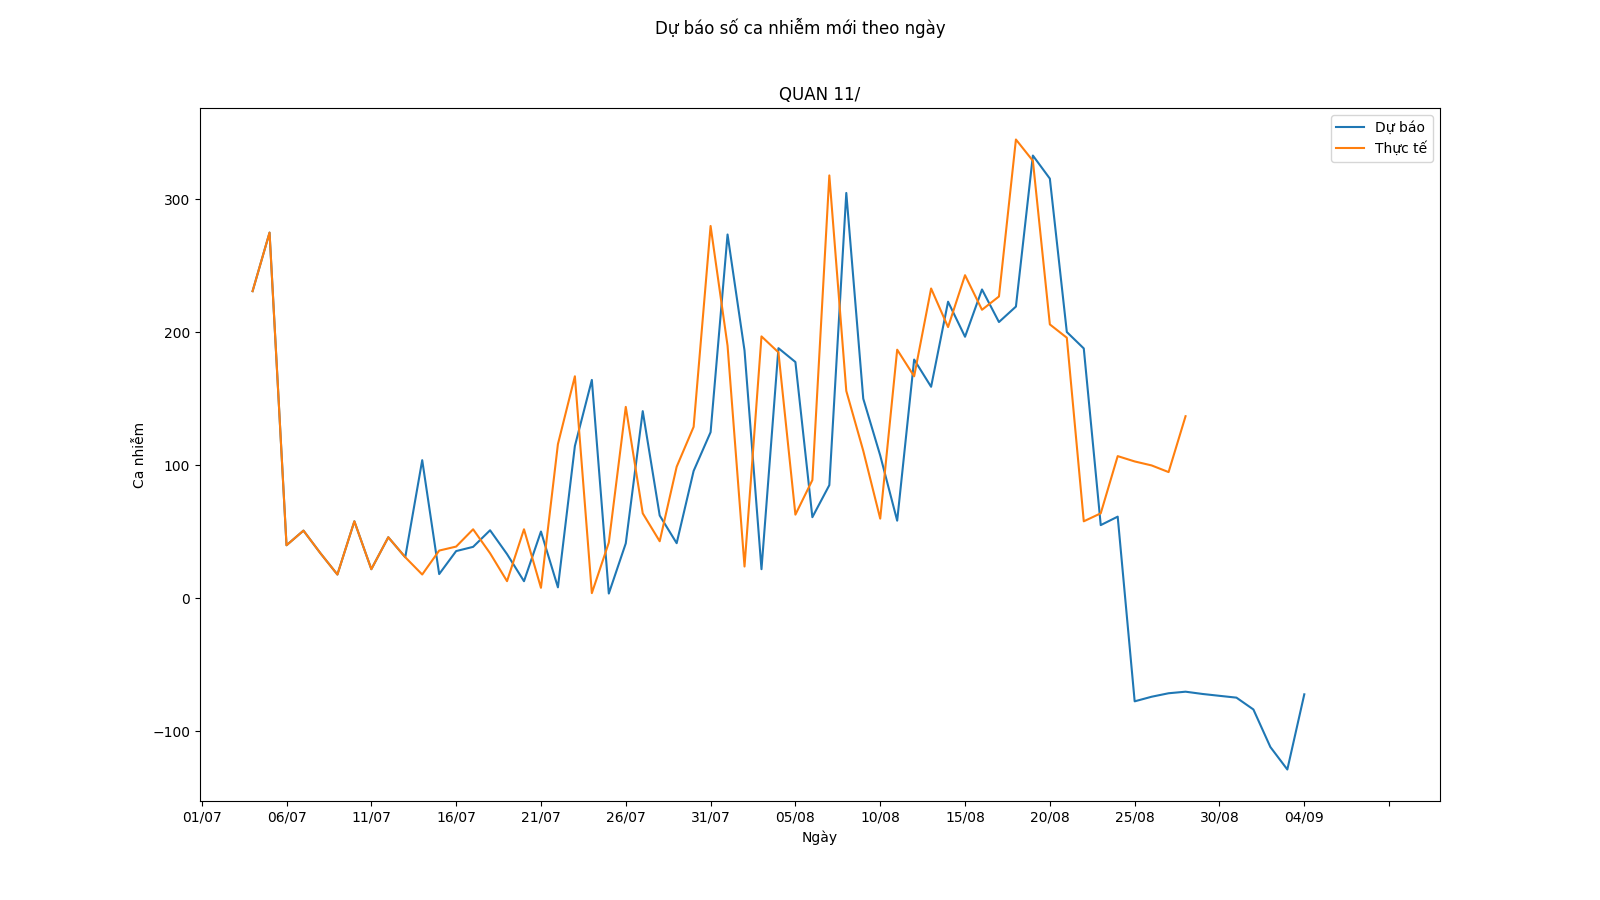 Dự báo số ca nhiễm mới theo ngày
QUAN 11/
Dự báo
Thực tế
300
200
100
0
−100
Ca nhiễm
01/07 06/07 11/07 16/07 21/07 26/07 31/07 05/08 10/08 15/08 20/08 25/08 30/08 04/09
Ngày